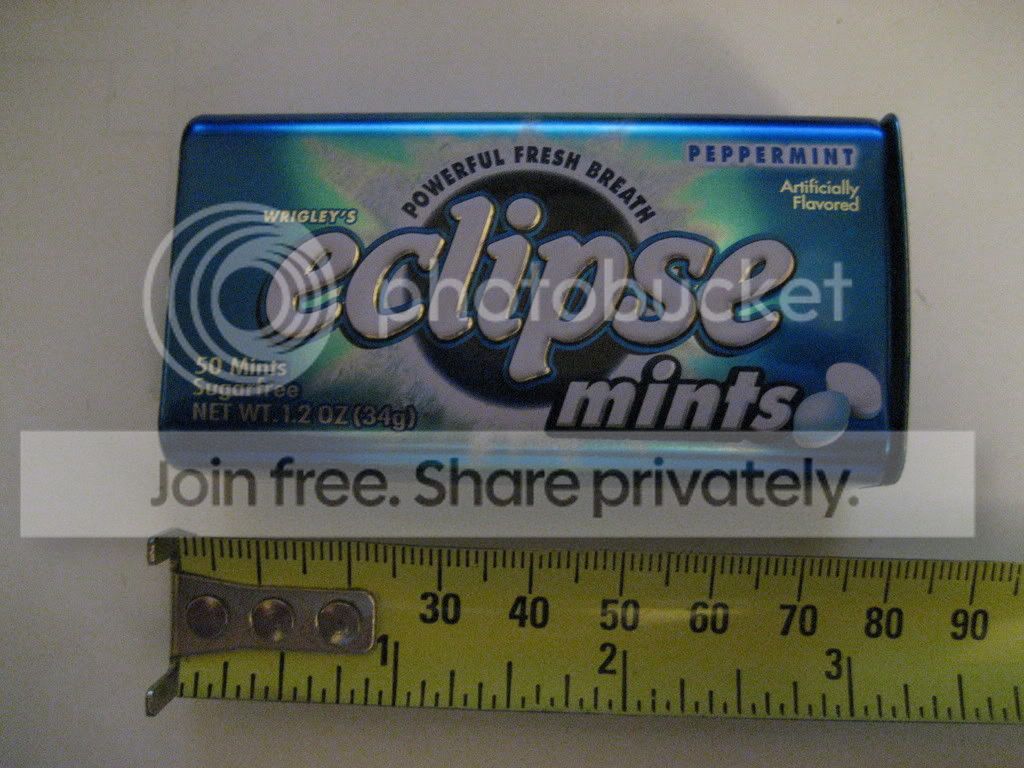 POWERFUL FRESH BREATH
PEPPERMINT
Artificially
Flavored
WRIGLEY'S
eclipse
photobucket
mints
50 Mints
Sugarfree
NET WT. 1.2 OZ (34g)
Join free. Share privately.
30 40 50 60 70 80 90
1 2 3